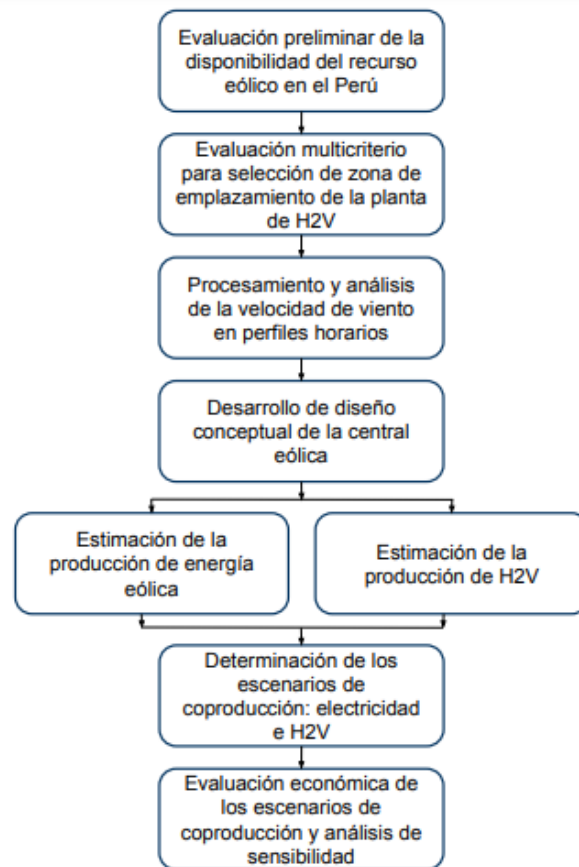 Evaluación preliminar de la
disponibilidad del recurso
eólico en el Perú
Evaluación multicriterio
para selección de zona de
emplazamiento de la planta
de H2V
Procesamiento y análisis
de la velocidad de viento
en perfiles horarios
Desarrollo de diseño
conceptual de la central
eólica
Estimación de la
producción de energía
eólica
Estimación de la
producción de H2V
Determinación de los
escenarios de
coproducción: electricidad
e H2V
Evaluación económica de
los escenarios de
coproducción y análisis de
sensibilidad